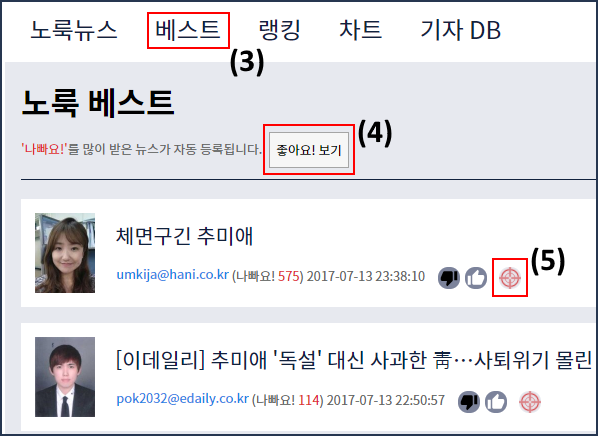 노룩뉴스 베스트 랭킹 차트 기자 DB
(3)
노룩 베스트
(4)
'나빠요!'를 많이 받은 뉴스가 자동 등록됩니다. 좋아요! 보기
체면구긴 추미애
(5)
umkija@hani.co.kr (나빠요! 575) 2017-07-13 23:38:10
[이데일리] 추미애 '독설' 대신 사과한 靑…사퇴위기 몰린
pok2032@edaily.co.kr (나빠요! 114) 2017-07-13 22:50:57